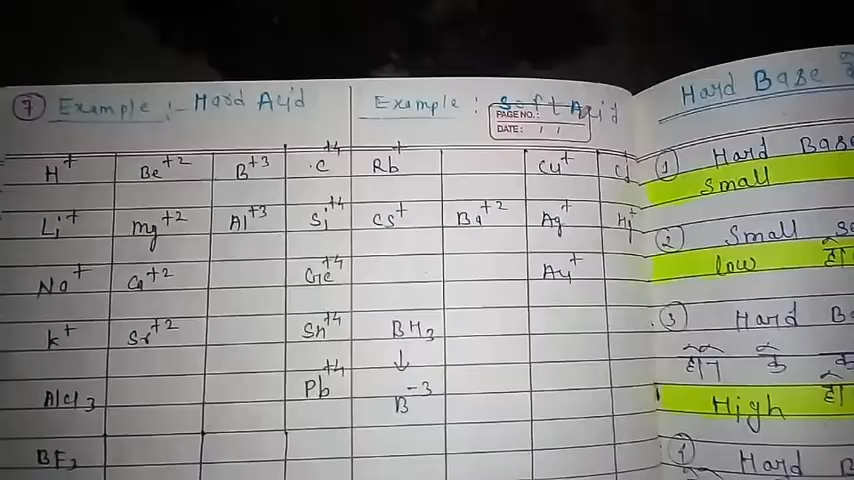 ⑦ Example :- Hard Acid Example : Soft Acid
PAGE NO.:
DATE: / /
H+ Be+2 B+3 C+4 Rb+ Cu+
Li+ Mg+2 Al+3 Si+4 Cs+ Ba+2 Ag+
Na+ Ca+2 Ge+4 Au+
K+ Sr+2 Sn+4 BH3
↓
AlCl3 Pb+4 B-3
BF3
Hard Base
① Hard Base
Small
② Small
low
③ Hard
होने के
High
Hard